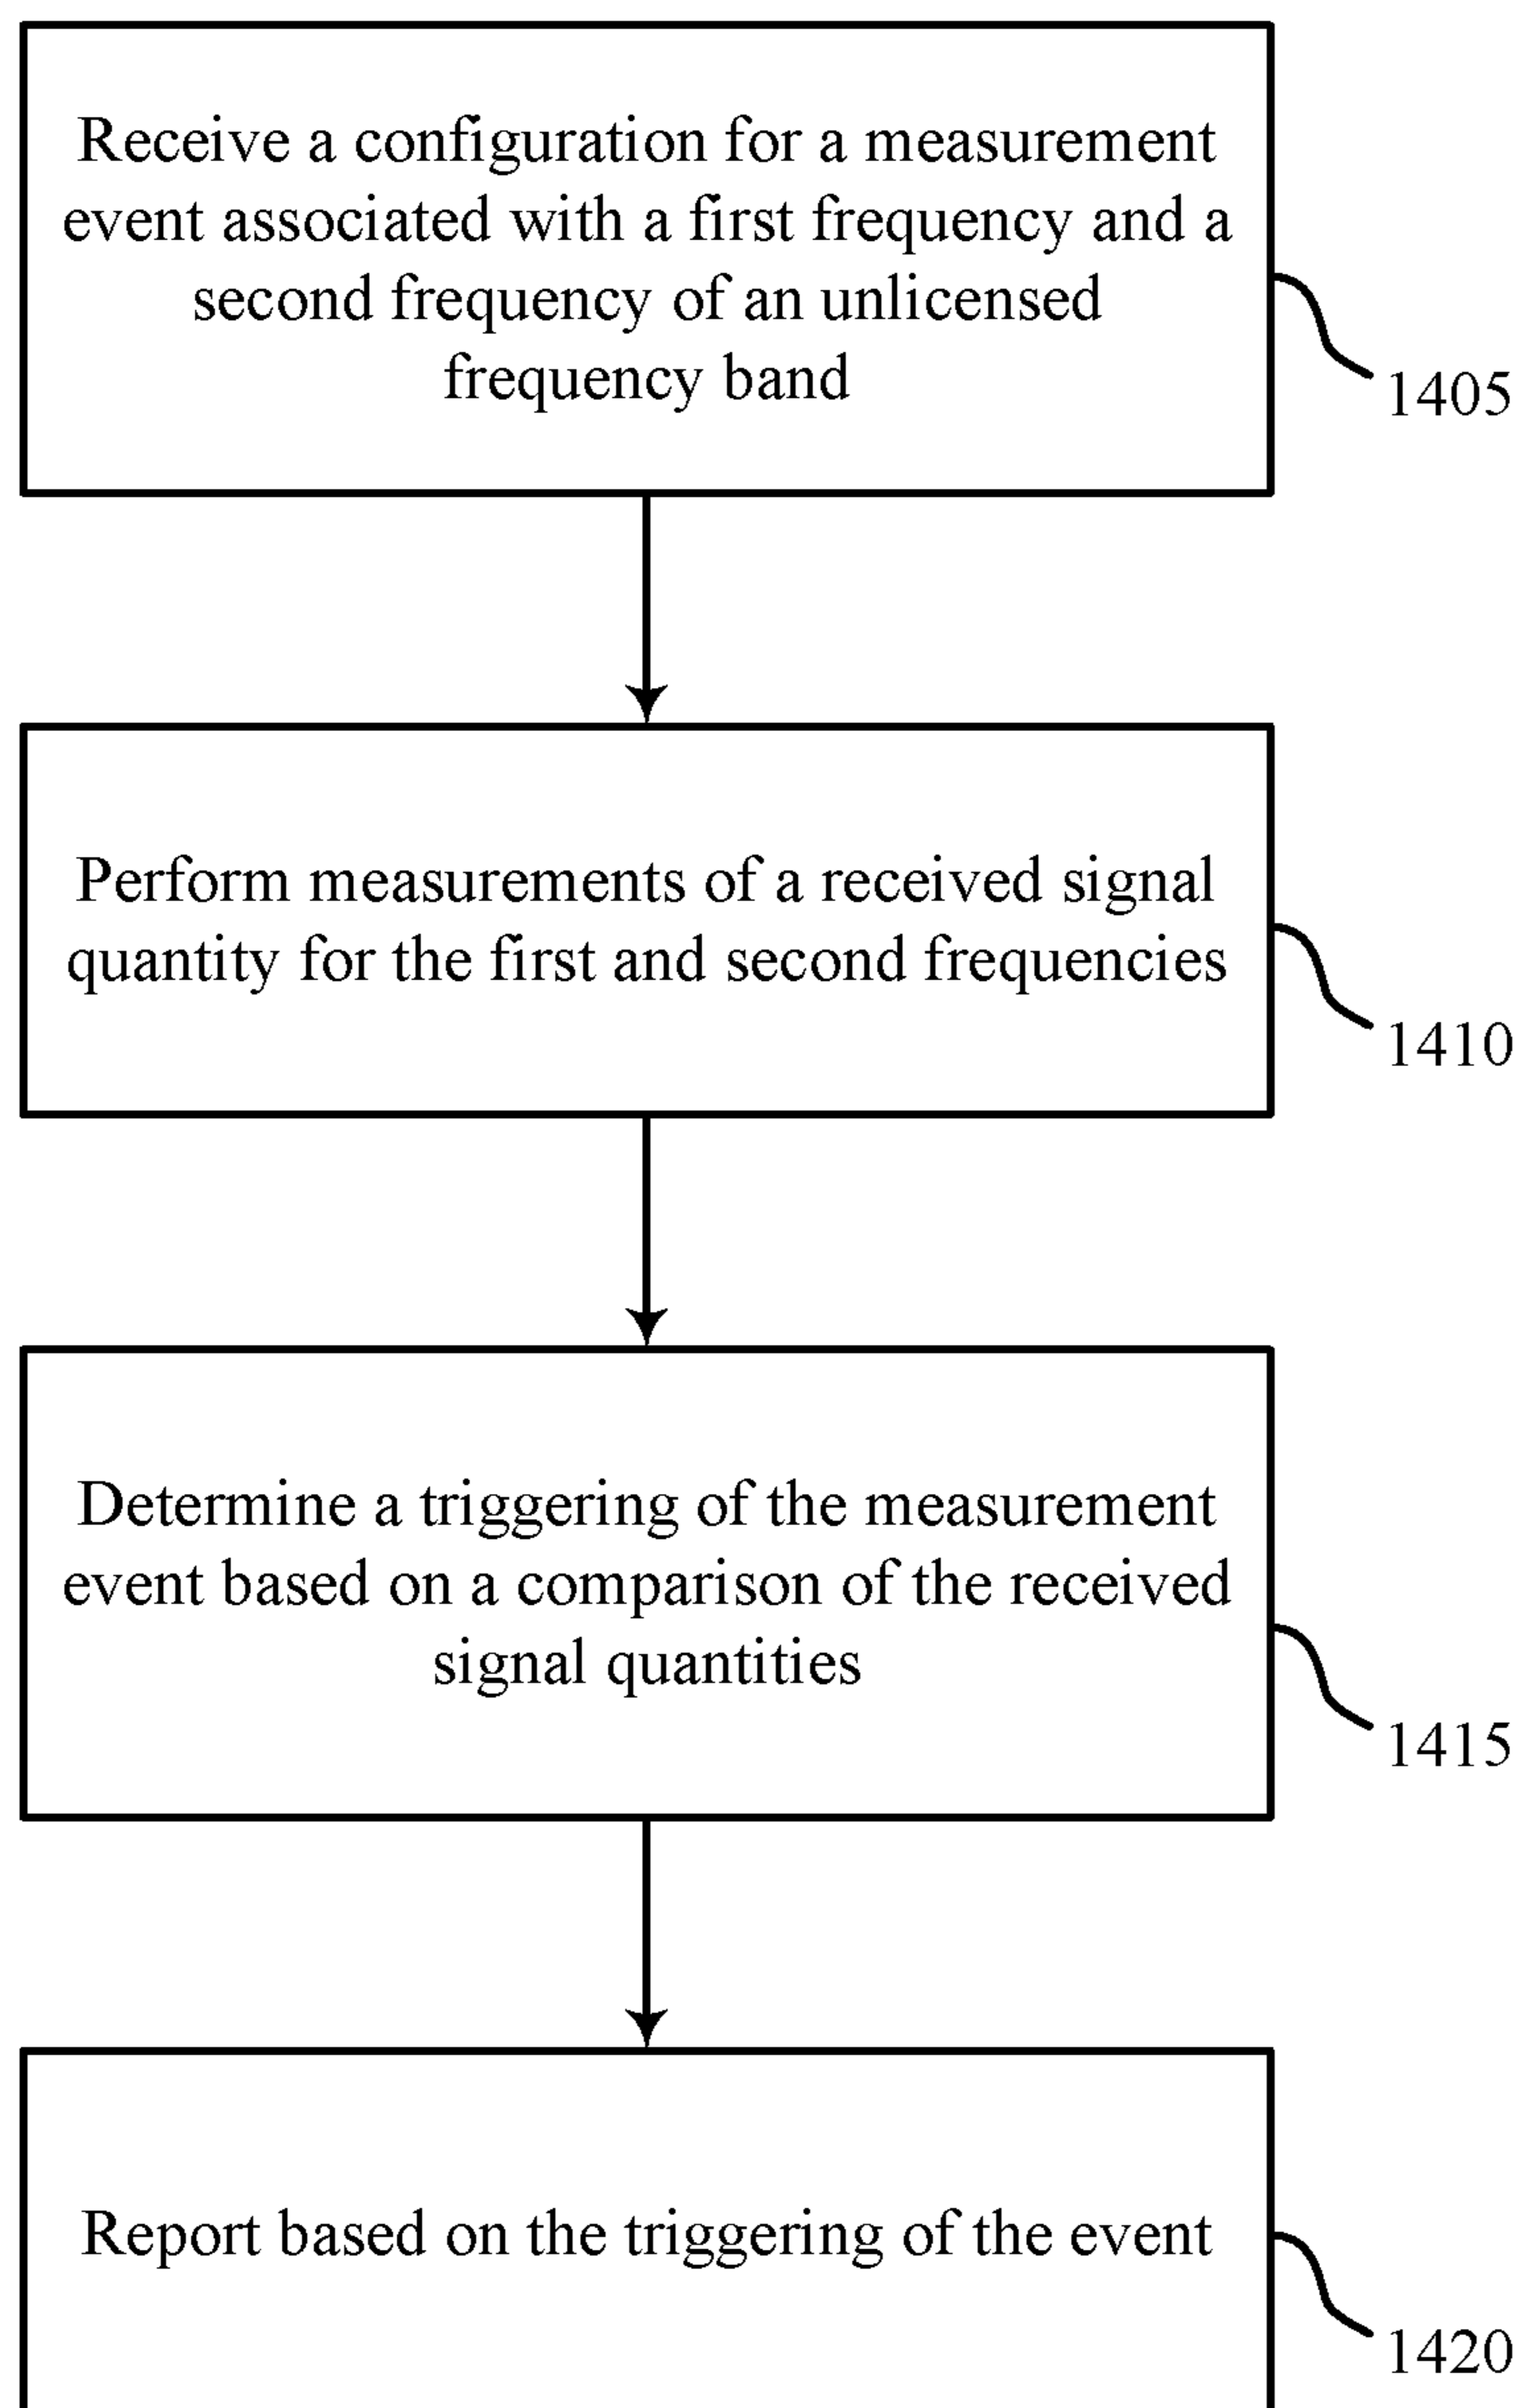 Receive a configuration for a measurement
event associated with a first frequency and a
second frequency of an unlicensed
frequency band
1405
Perform measurements of a received signal
quantity for the first and second frequencies
1410
Determine a triggering of the measurement
event based on a comparison of the received
signal quantities
1415
Report based on the triggering of the event
1420